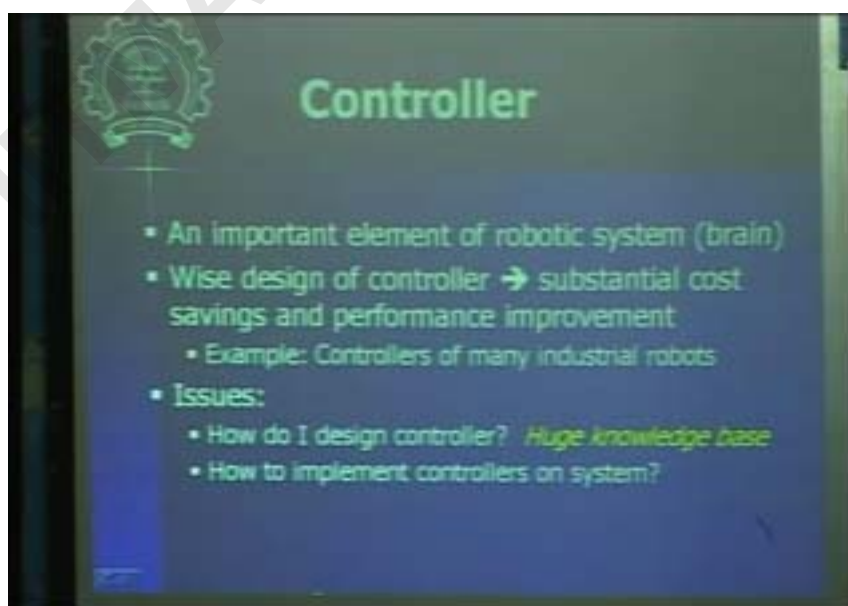 Controller
▪ An important element of robotic system (brain)
▪ Wise design of controller → substantial cost
savings and performance improvement
▪ Example: Controllers of many industrial robots
▪ Issues:
▪ How do I design controller? Huge knowledge base
▪ How to implement controllers on system?